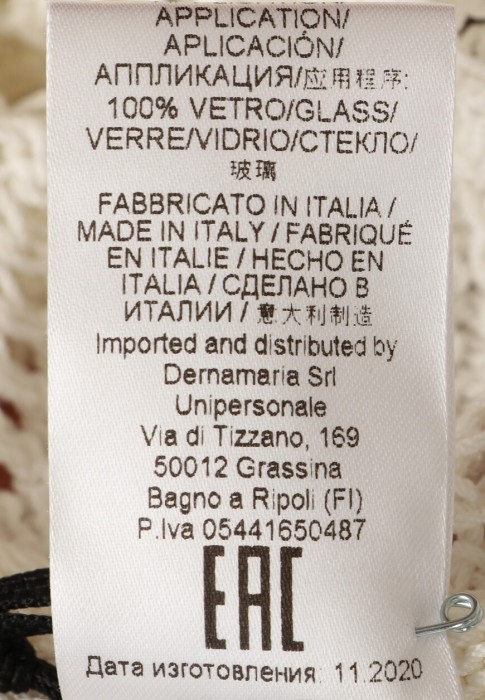 APPLICATION/
APLICACIÓN/
АППЛИКАЦИЯ/应用程序:
100% VETRO/GLASS/
VERRE/VIDRIO/СТЕКЛО/
玻璃
FABBRICATO IN ITALIA /
MADE IN ITALY / FABRIQUÉ
EN ITALIE / HECHO EN
ITALIA / СДЕЛАНО В
ИТАЛИИ / 意大利制造
Imported and distributed by
Dernamaria Srl
Unipersonale
Via di Tizzano, 169
50012 Grassina
Bagno a Ripoli (FI)
P.Iva 05441650487
EAC
Дата изготовления: 11.2020